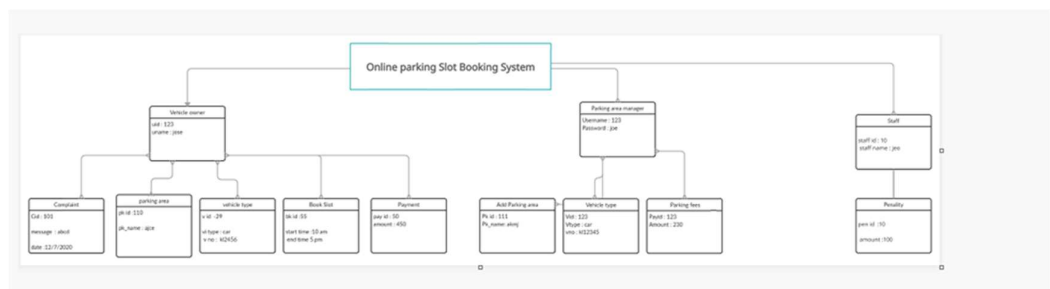 Online parking Slot Booking System
Vehicle owner
uid : 123
uname : jose
Parking area manager
Username : 123
Password : joe
Staff
staff id : 10
staff name : jeo
Complaint
Cid : 101
message : abcd
date :12/7/2020
parking area
pk id :110
pk_name : ajce
vehicle type
v id -29
vl type : car
v no : kl2456
Book Slot
bk id :55
start time :10 am
end time 5 pm
Payment
pay id : 50
amount : 450
Add Parking area
Pk id : 111
Pk_name:
Vehicle type
Vid : 123
Vtype : car
vno : kl12345
Parking fees
Payid : 123
Amount : 230
Penality
pen id :10
amount :100